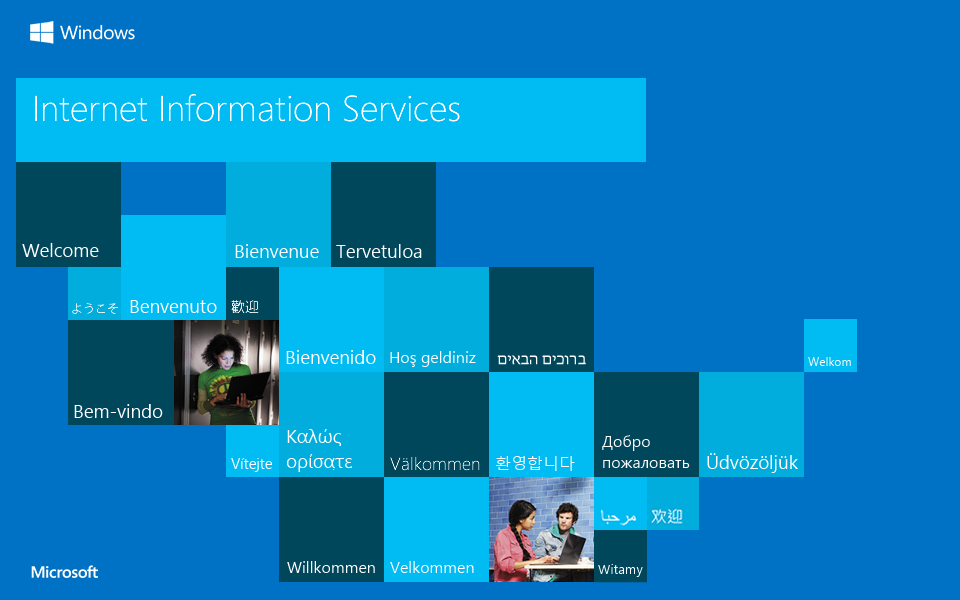 Windows
Internet Information Services
Welcome
Bienvenue
Tervetuloa
ようこそ
Benvenuto
歡迎
Bienvenido
Hoş geldiniz
ברוכים הבאים
Welkom
Bem-vindo
Vítejte
Καλώς
ορίσατε
Välkommen
환영합니다
Добро
пожаловать
Üdvözöljük
مرحبا
欢迎
Willkommen
Velkommen
Witamy
Microsoft